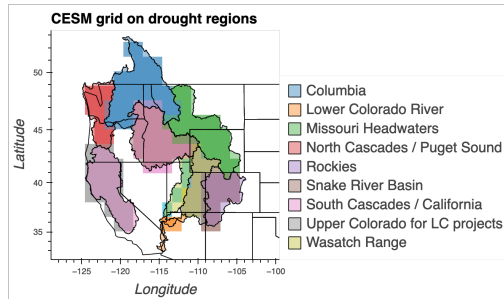 CESM grid on drought regions
50
45
40
35
Latitude
−125
−120
−115
−110
−105
−100
Longitude
Columbia
Lower Colorado River
Missouri Headwaters
North Cascades / Puget Sound
Rockies
Snake River Basin
South Cascades / California
Upper Colorado for LC projects
Wasatch Range